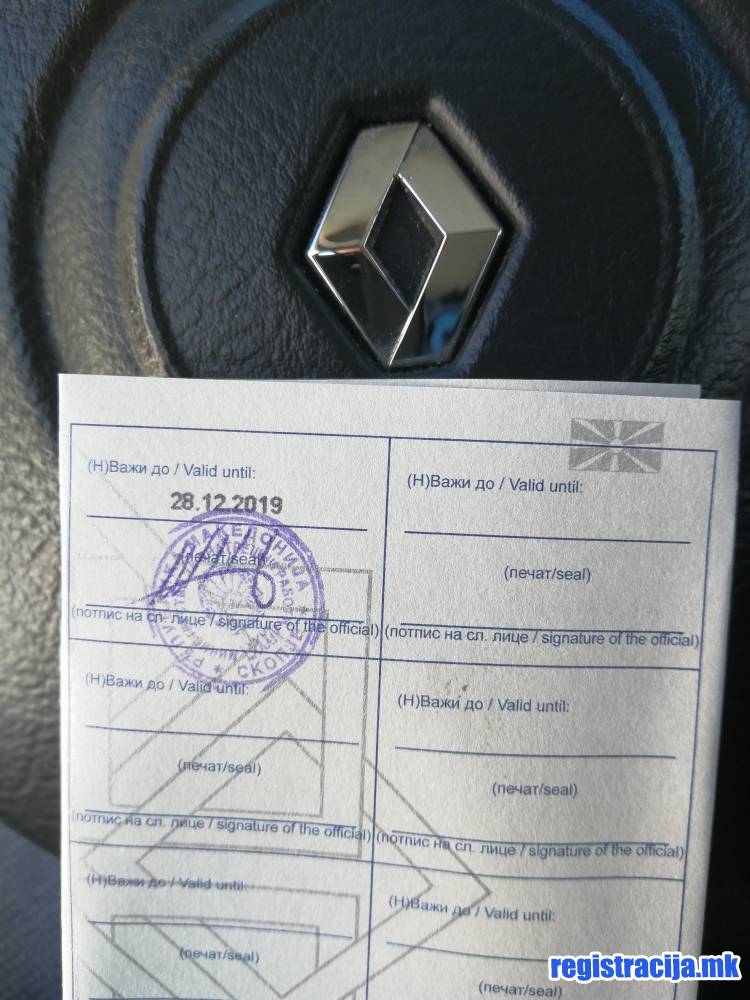 (Н)Важи до / Valid until:
28.12.2019
(печат/seal)
(потпис на сл. лице / signature of the official)
(Н)Важи до / Valid until:
(печат/seal)
(потпис на сл. лице / signature of the official)
(Н)Важи до / Valid until:
(печат/seal)
(потпис на сл. лице / signature of the official)
(Н)Важи до / Valid until:
(печат/seal)
(потпис на сл. лице / signature of the official)
(Н)Важи до / Valid until:
(печат/seal)
(Н)Важи до / Valid until:
(печат/seal)
МАКЕДОНИЈА
СКОПЈЕ
registracija.mk